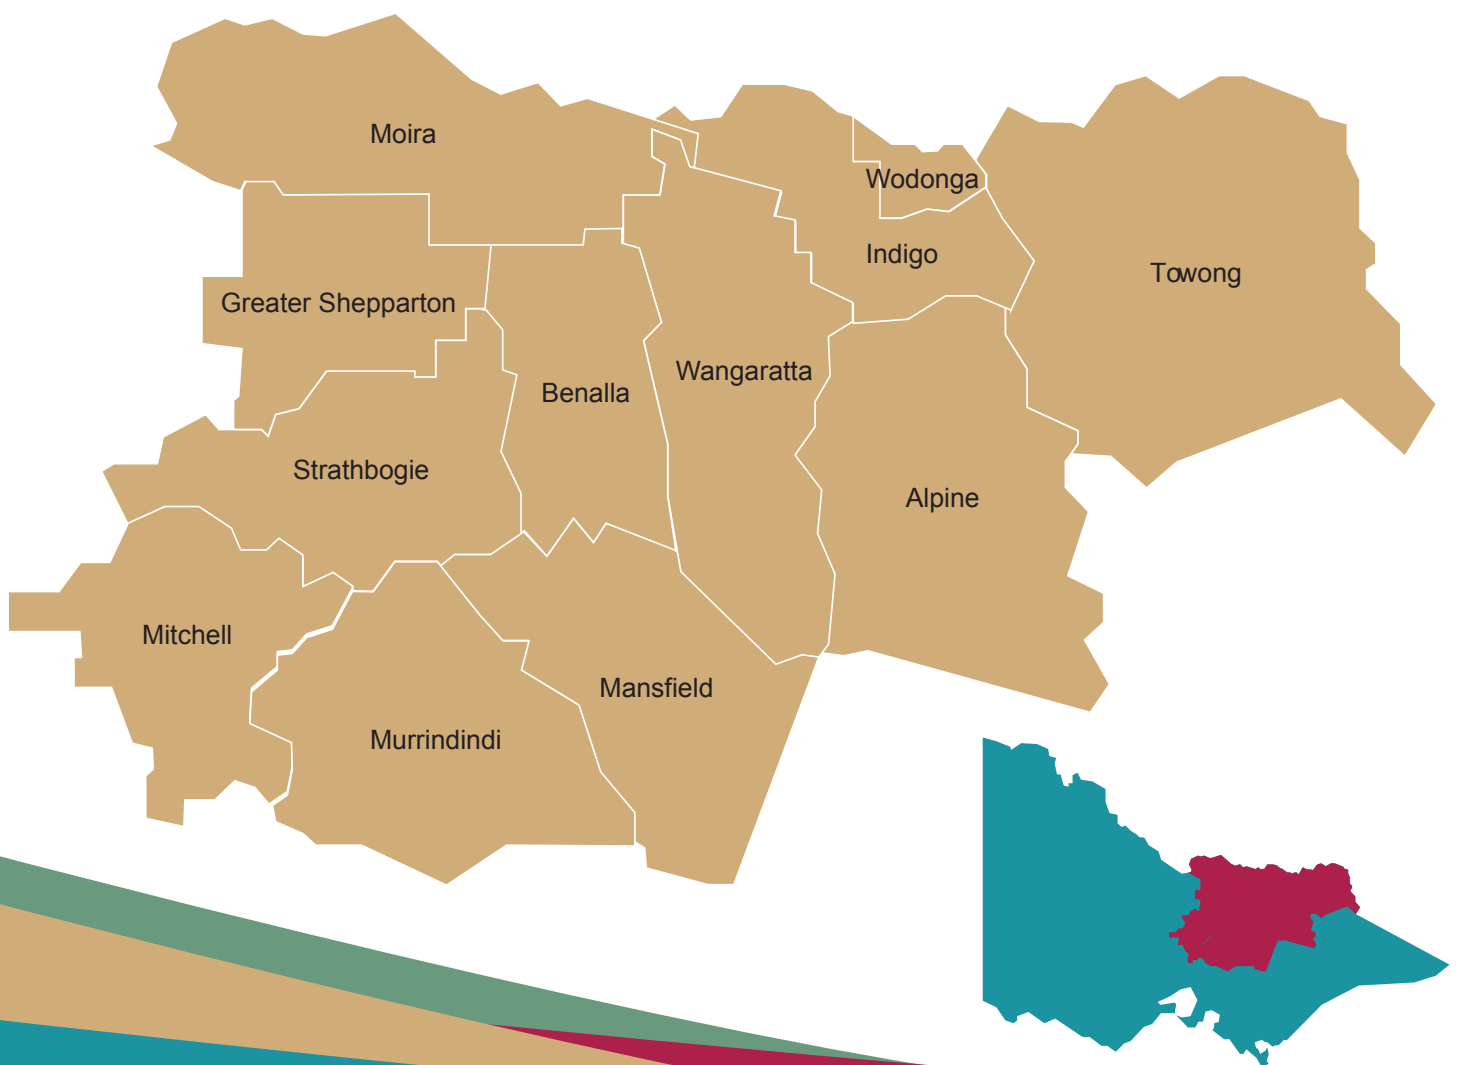 Moira
Wodonga
Indigo
Towong
Greater Shepparton
Wangaratta
Benalla
Strathbogie
Alpine
Mitchell
Mansfield
Murrindindi